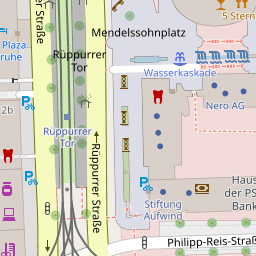 Mendelssohnplatz
5 Stern
Plaza
ruhe
Straße
Rüppurrer
Tor
Wasserkaskade
Nero AG
2b
Rüppurrer
Tor
Rüppurrer Straße
Stiftung
Aufwind
Haus
der PS
Bank
Philipp-Reis-Straß